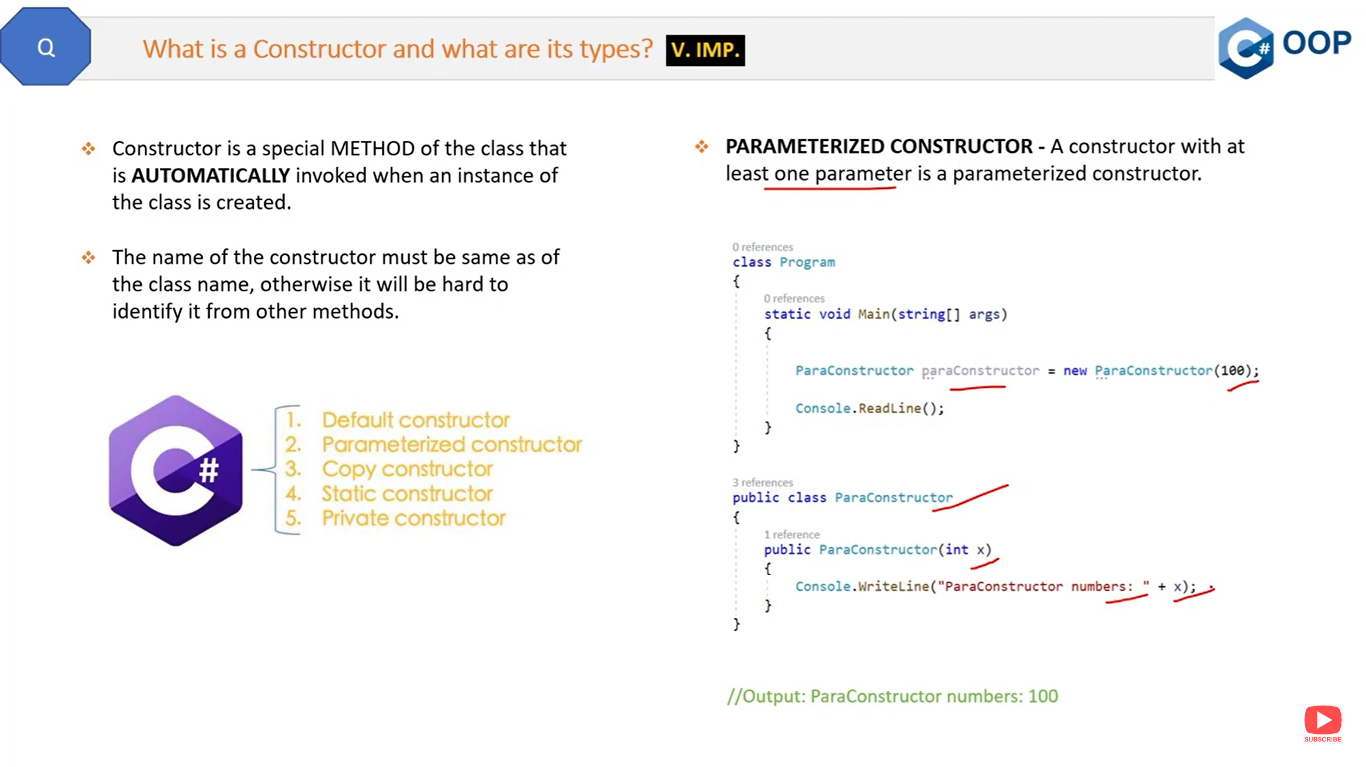 Q
What is a Constructor and what are its types?
V. IMP.
C# OOP
❖ Constructor is a special METHOD of the class that
is AUTOMATICALLY invoked when an instance of
the class is created.
❖ The name of the constructor must be same as of
the class name, otherwise it will be hard to
identify it from other methods.
C#
1. Default constructor
2. Parameterized constructor
3. Copy constructor
4. Static constructor
5. Private constructor
❖ PARAMETERIZED CONSTRUCTOR - A constructor with at
least one parameter is a parameterized constructor.
0 references
class Program
{
0 references
static void Main(string[] args)
{
ParaConstructor paraConstructor = new ParaConstructor(100);
Console.ReadLine();
}
}
3 references
public class ParaConstructor
{
1 reference
public ParaConstructor(int x)
{
Console.WriteLine("ParaConstructor numbers: " + x);
}
}
//Output: ParaConstructor numbers: 100
SUBSCRIBE